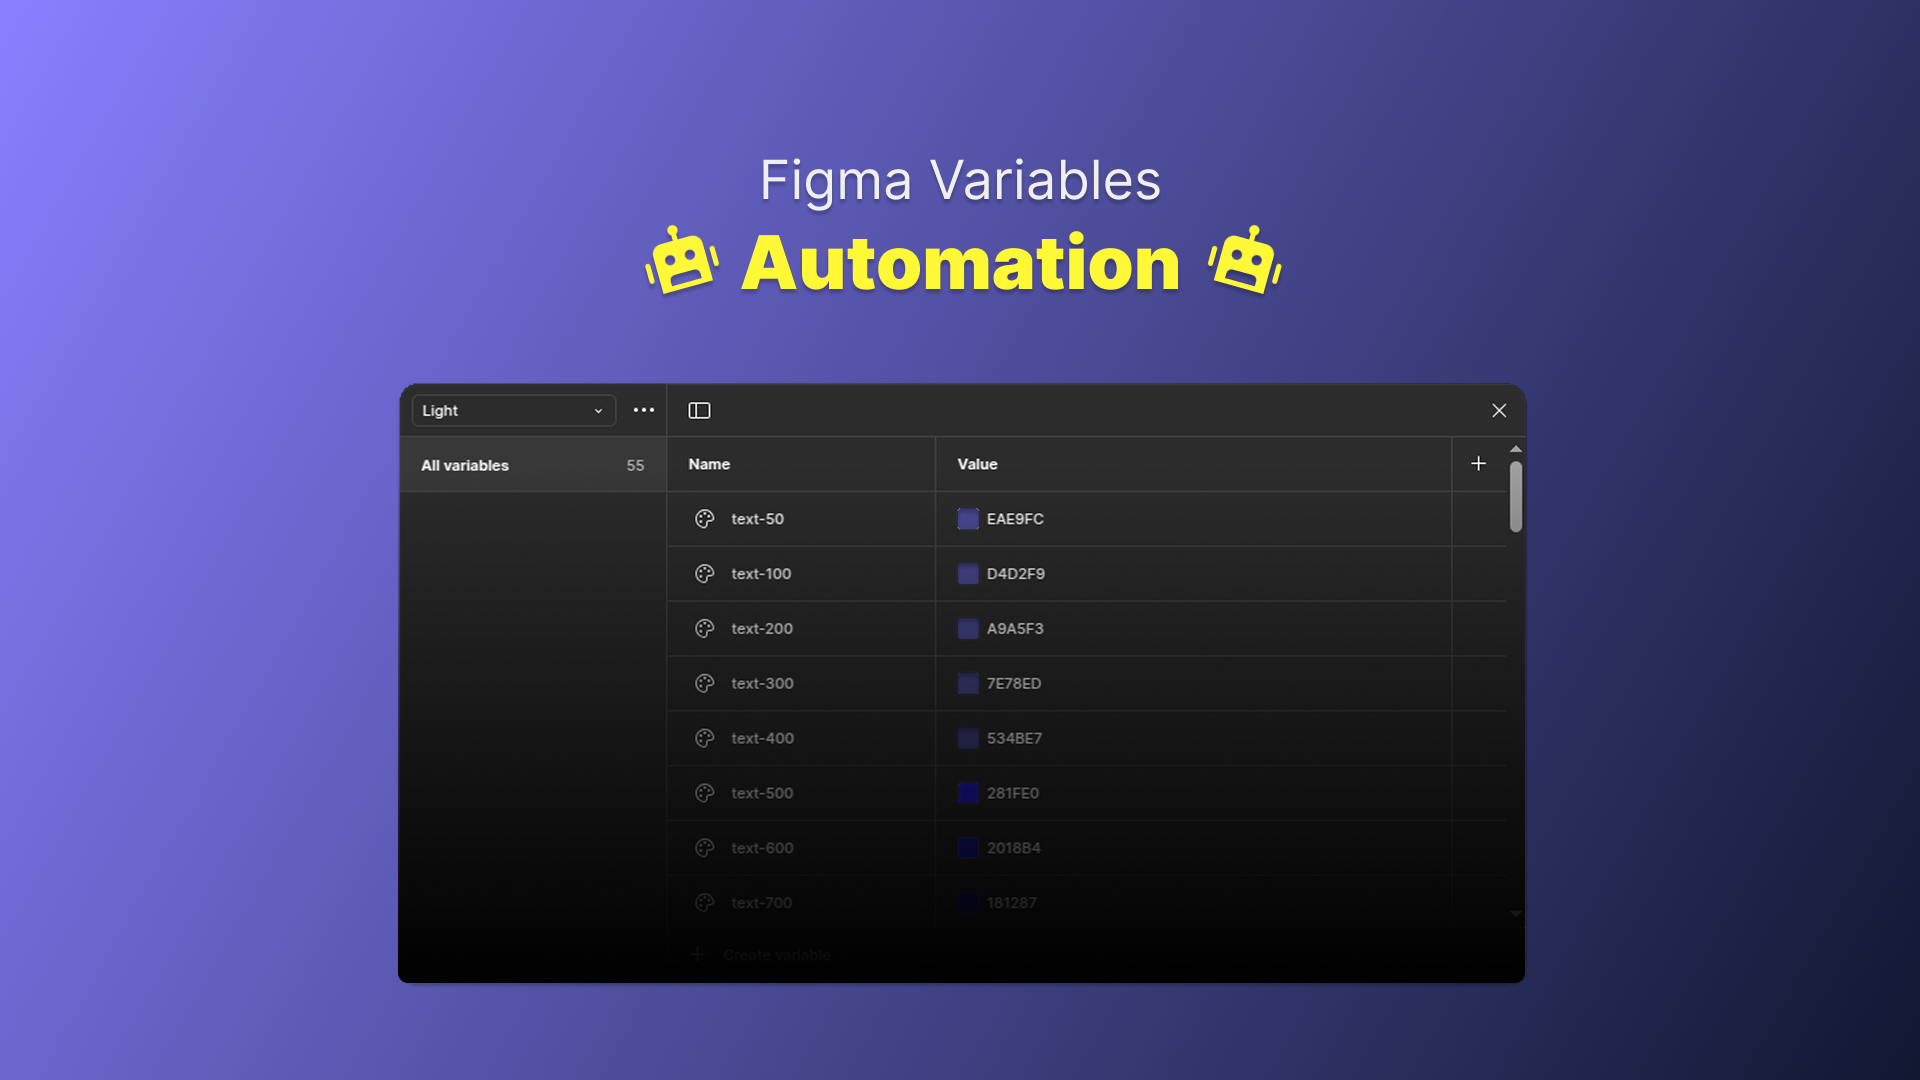 Figma Variables
Automation
Light
All variables 55
Name Value
text-50 EAE9FC
text-100 D4D2F9
text-200 A9A5F3
text-300 7E78ED
text-400 534BE7
text-500 281FE0
text-600 2018B4
text-700 181287
Create variable